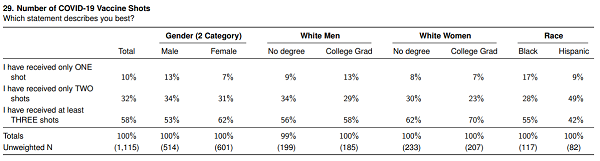 29. Number of COVID-19 Vaccine Shots
Which statement describes you best?
Gender (2 Category) White Men White Women Race
Total Male Female No degree College Grad No degree College Grad Black Hispanic
I have received only ONE
shot 10% 13% 7% 9% 13% 8% 7% 17% 9%
I have received only TWO
shots 32% 34% 31% 34% 29% 30% 23% 28% 49%
I have received at least
THREE shots 58% 53% 62% 56% 58% 62% 70% 55% 42%
Totals 100% 100% 100% 99% 100% 100% 100% 100% 100%
Unweighted N (1,115) (514) (601) (199) (185) (233) (207) (117) (82)